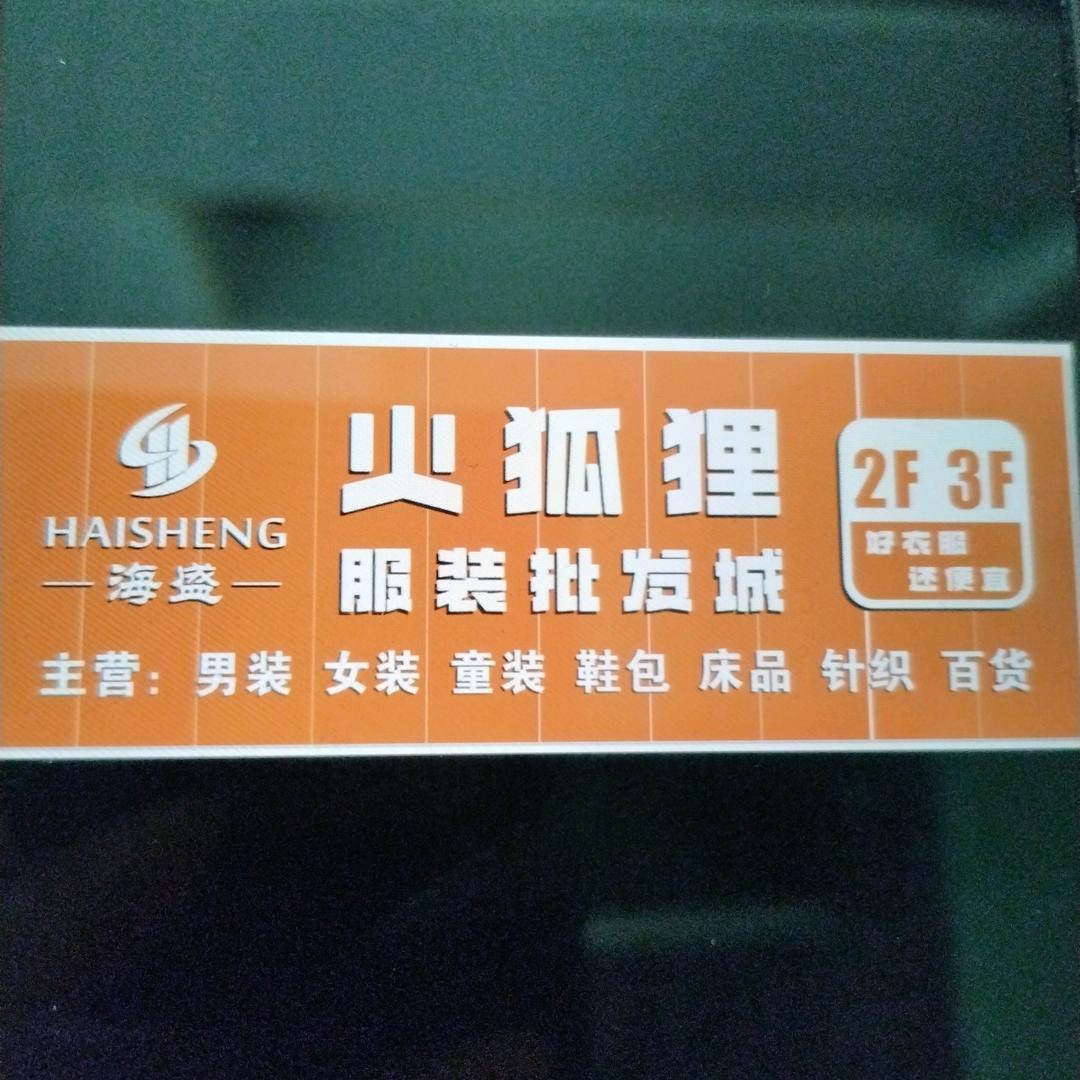 HAISHENG
海盛
火狐狸
服装批发城
2F 3F
好衣服
还便宜
主营：男装 女装 童装 鞋包 床品 针织 百货